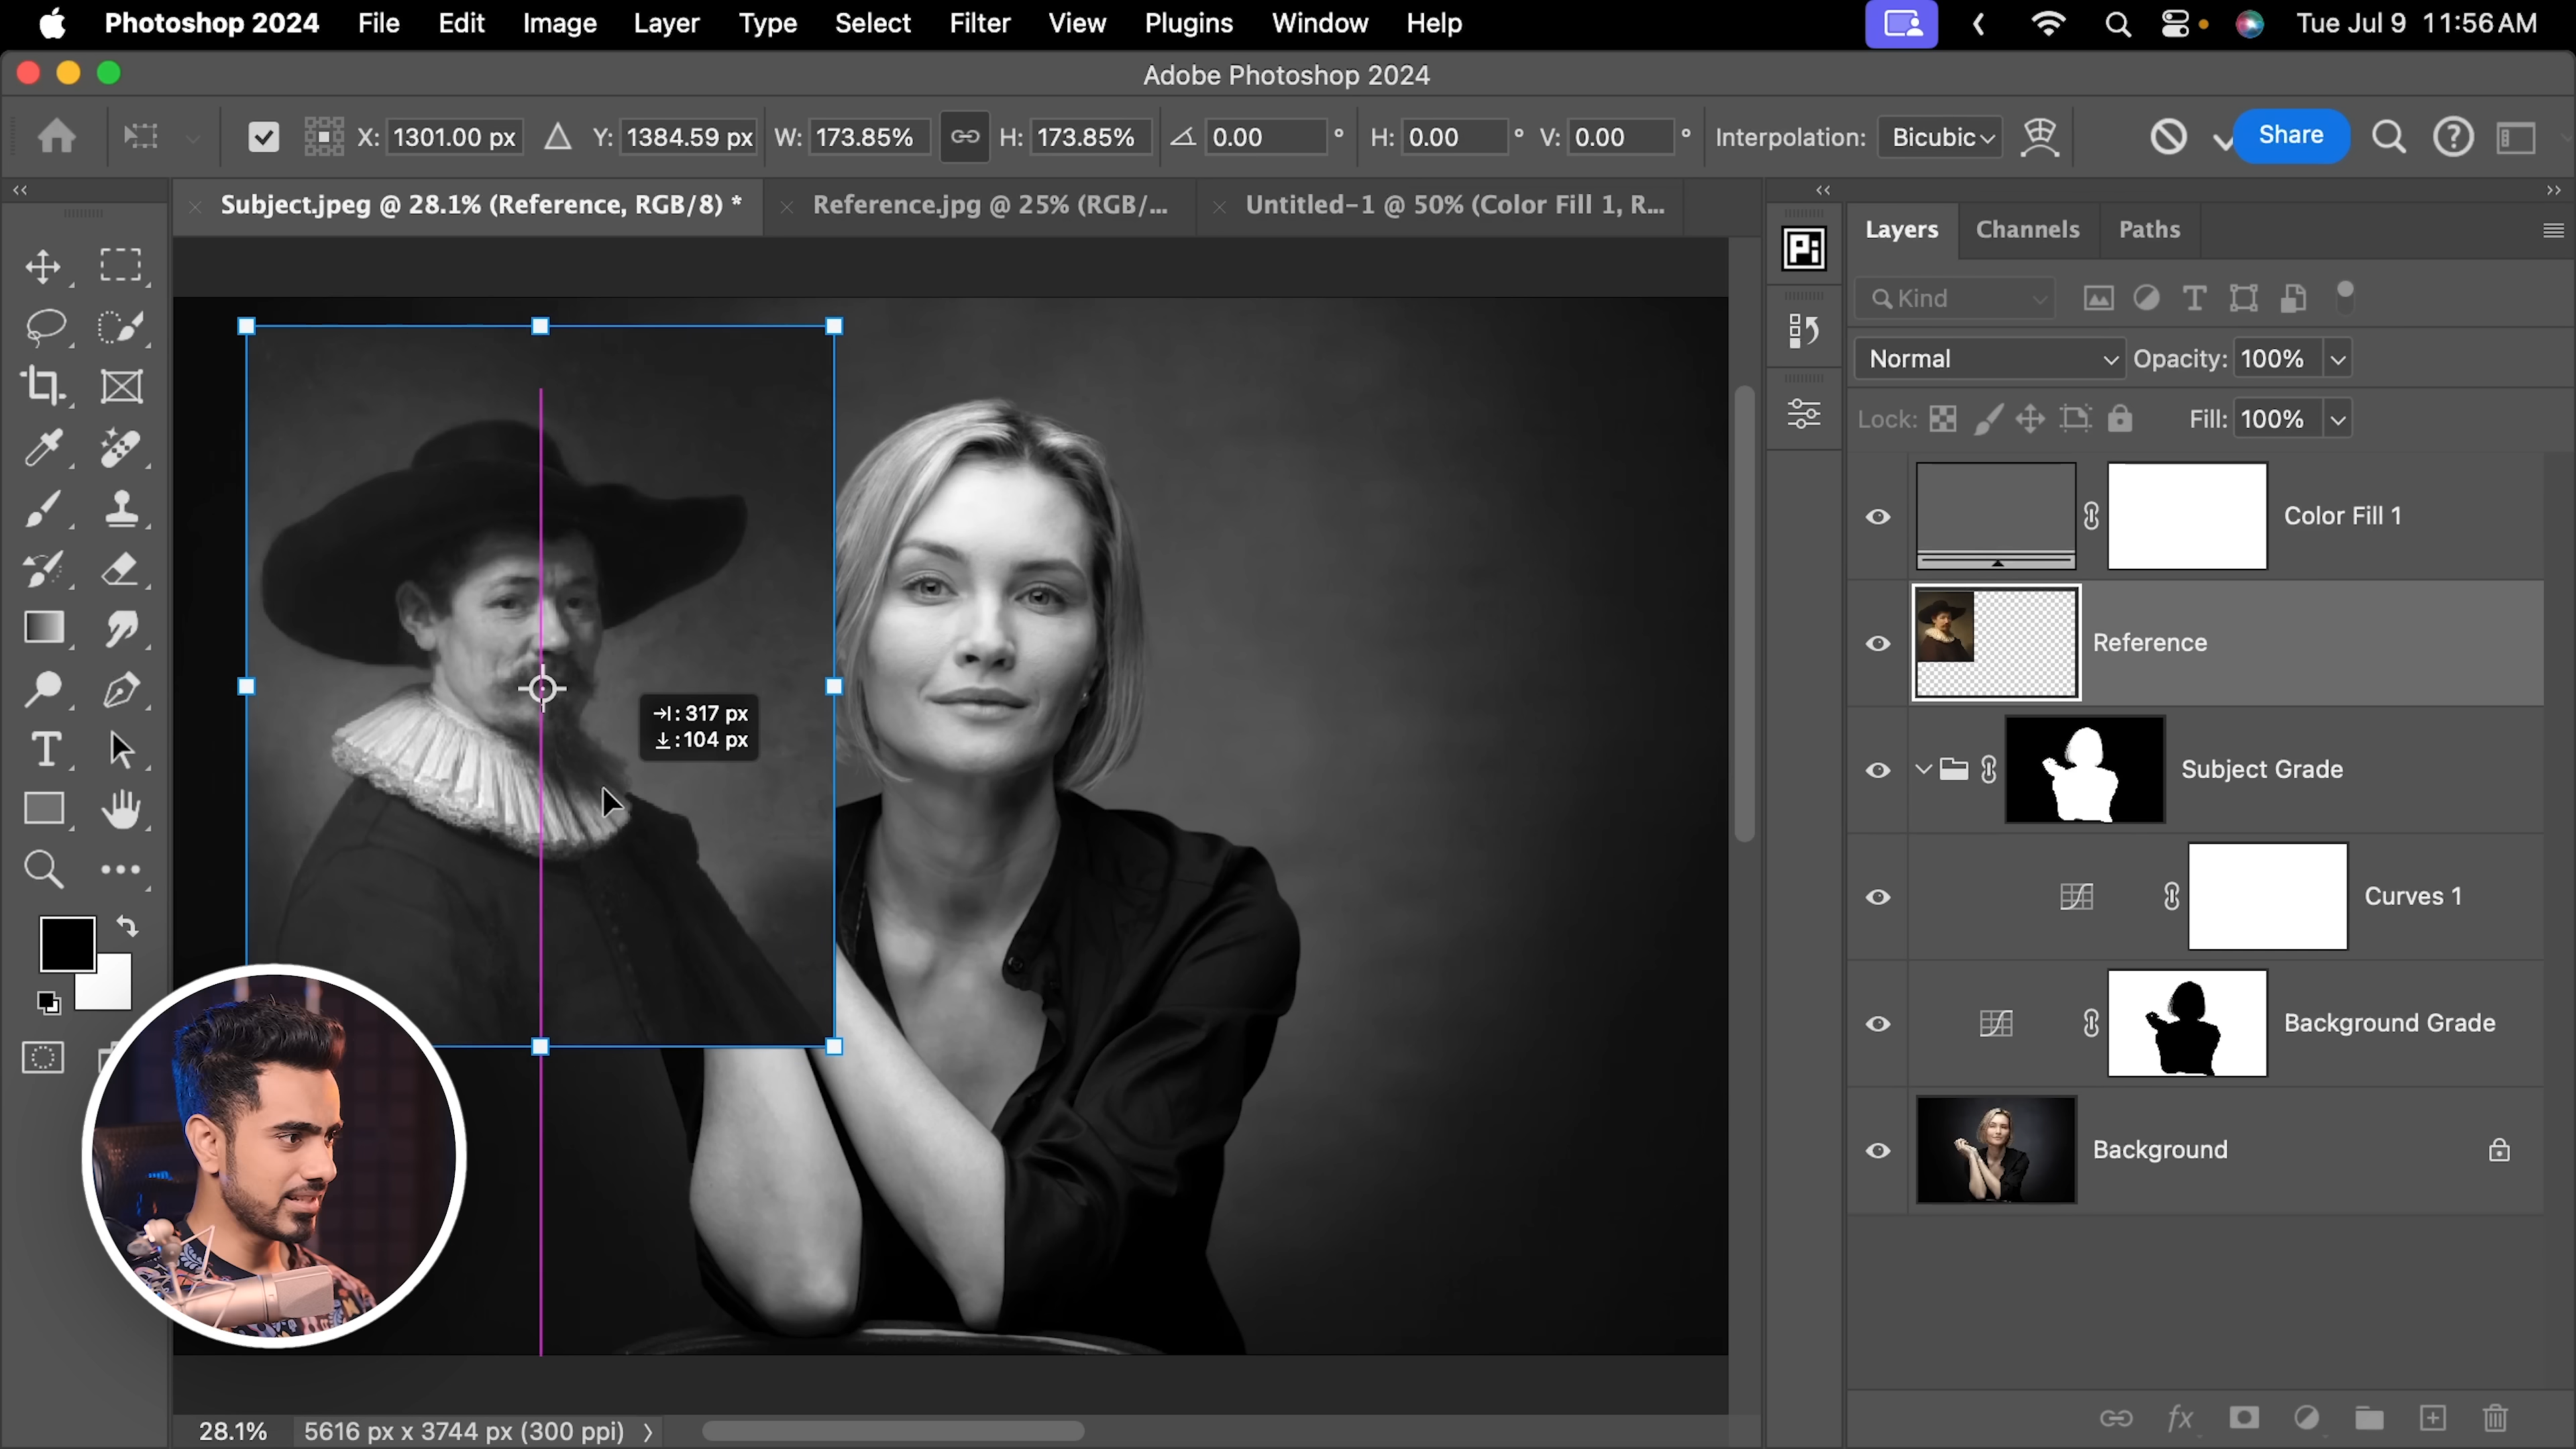 Photoshop 2024 File Edit Image Layer Type Select Filter View Plugins Window Help Tue Jul 9 11:56 AM
Adobe Photoshop 2024
X: 1301.00 px Y: 1384.59 px W: 173.85% H: 173.85% 0.00 ° H: 0.00 ° V: 0.00 ° Interpolation: Bicubic Share
Subject.jpeg @ 28.1% (Reference, RGB/8) * Reference.jpg @ 25% (RGB/... Untitled-1 @ 50% (Color Fill 1, R...
Pi
Layers Channels Paths
Kind
Normal Opacity: 100%
Lock: Fill: 100%
Color Fill 1
Reference
: 317 px
: 104 px
Subject Grade
Curves 1
Background Grade
Background
28.1% 5616 px x 3744 px (300 ppi)
fx